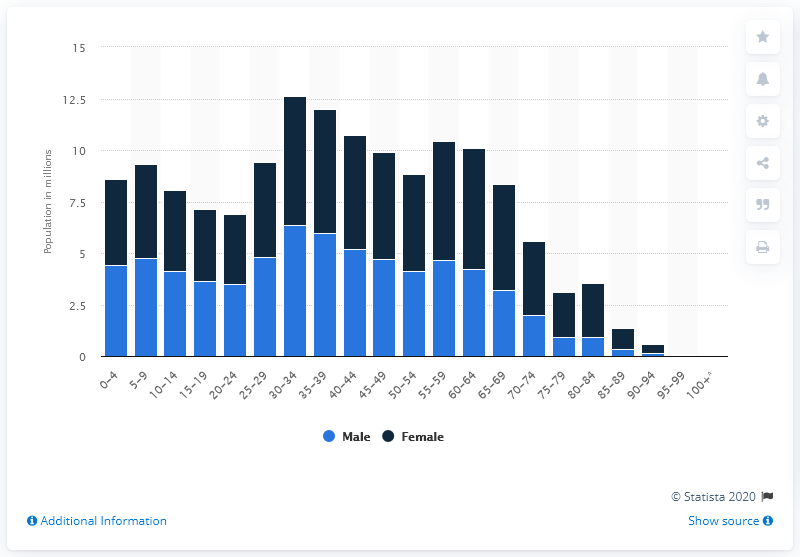 15
12.5
10
7.5
5
2.5
0
Population in millions
0–4 5–9 10–14 15–19 20–24 25–29 30–34 35–39 40–44 45–49 50–54 55–59 60–64 65–69 70–74 75–79 80–84 85–89 90–94 95–99 100+*
Male Female
© Statista 2020
Additional Information Show source